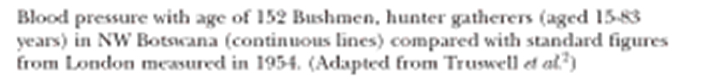 Blood pressure with age of 152 Bushmen, hunter gatherers (aged 15-83
years) in NW Botswana (continuous lines) compared with standard figures
from London measured in 1954. (Adapted from Truswell et al.²)